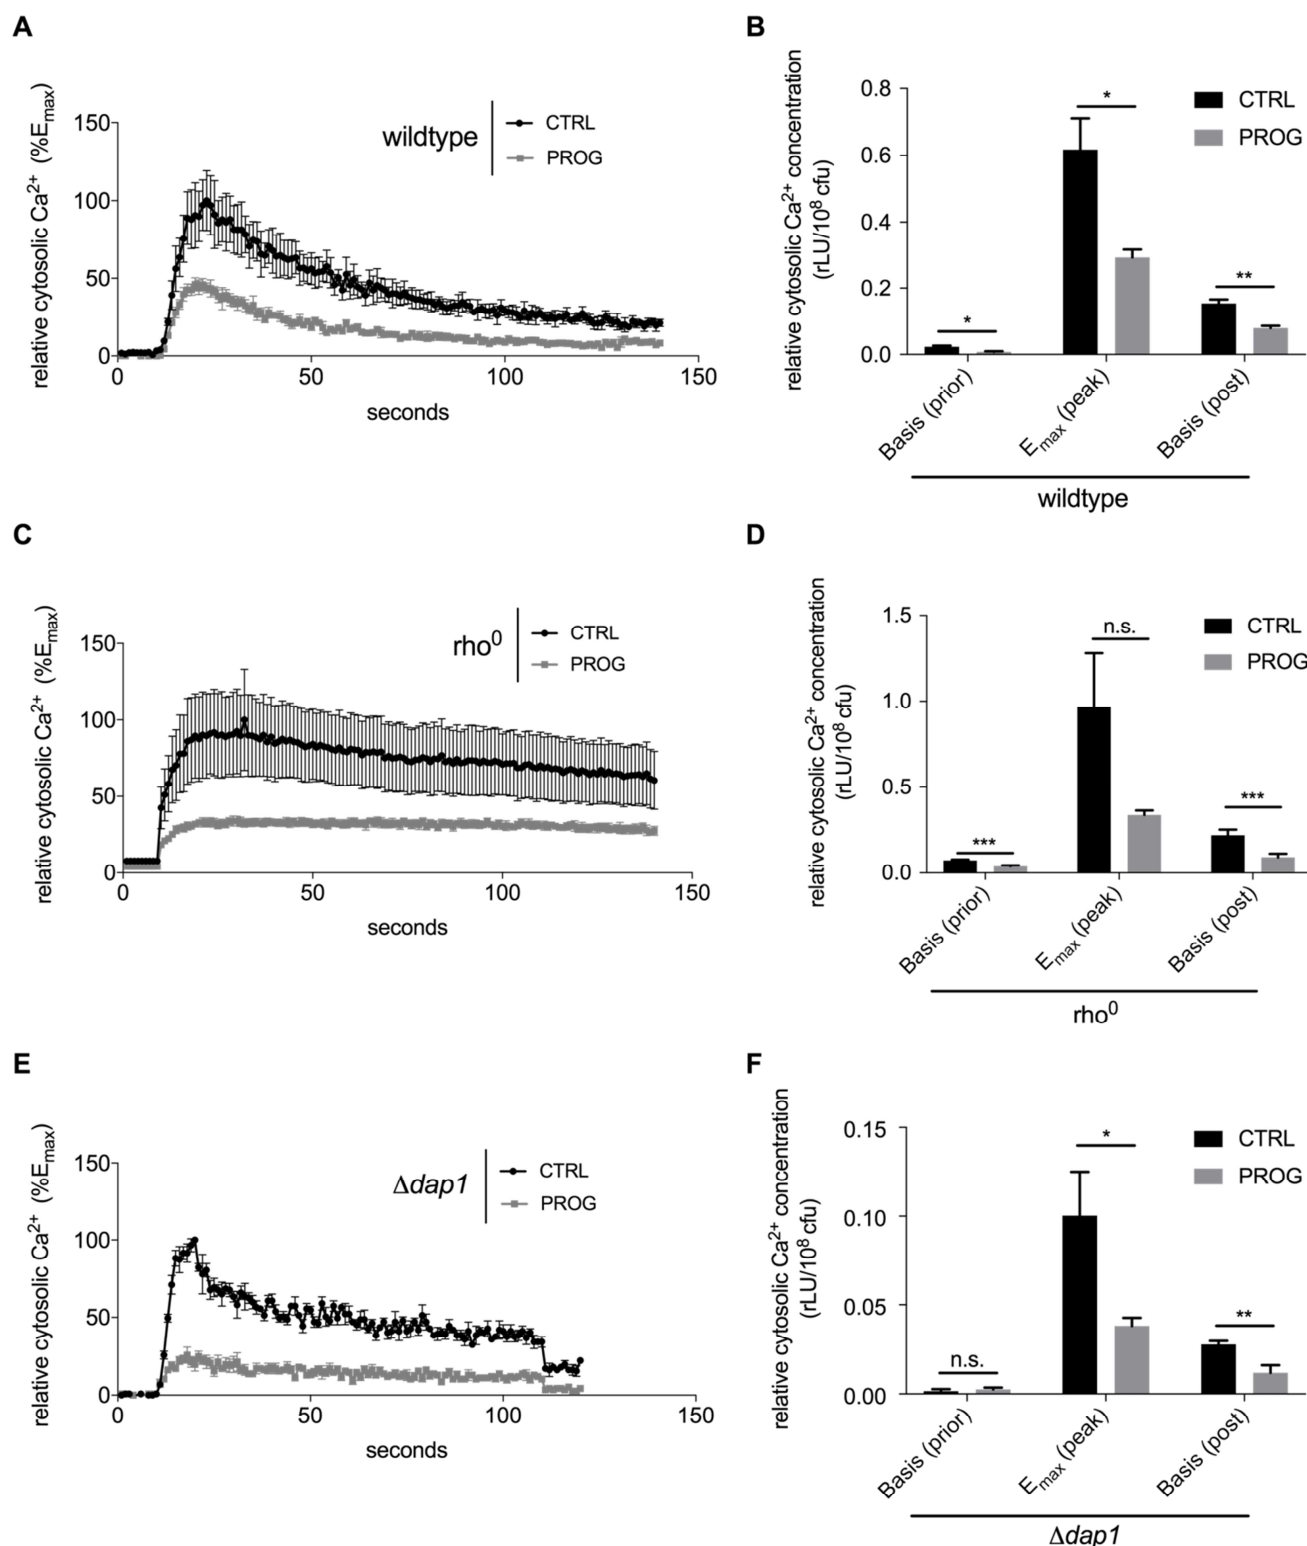 A
relative cytosolic Ca2+ (%Emax)
150
100
50
0
0 50 100 150
seconds
wildtype
CTRL
PROG
B
relative cytosolic Ca2+ concentration
(rLU/10^8 cfu)
0.8
0.6
0.4
0.2
0.0
*
*
**
CTRL
PROG
Basis (prior)
Emax (peak)
Basis (post)
wildtype
C
relative cytosolic Ca2+ (%Emax)
150
100
50
0
0 50 100 150
seconds
rho0
CTRL
PROG
D
relative cytosolic Ca2+ concentration
(rLU/10^8 cfu)
1.5
1.0
0.5
0.0
***
n.s.
***
CTRL
PROG
Basis (prior)
Emax (peak)
Basis (post)
rho0
E
relative cytosolic Ca2+ (%Emax)
150
100
50
0
0 50 100 150
seconds
Δdap1
CTRL
PROG
F
relative cytosolic Ca2+ concentration
(rLU/10^8 cfu)
0.15
0.10
0.05
0.00
n.s.
*
**
CTRL
PROG
Basis (prior)
Emax (peak)
Basis (post)
Δdap1